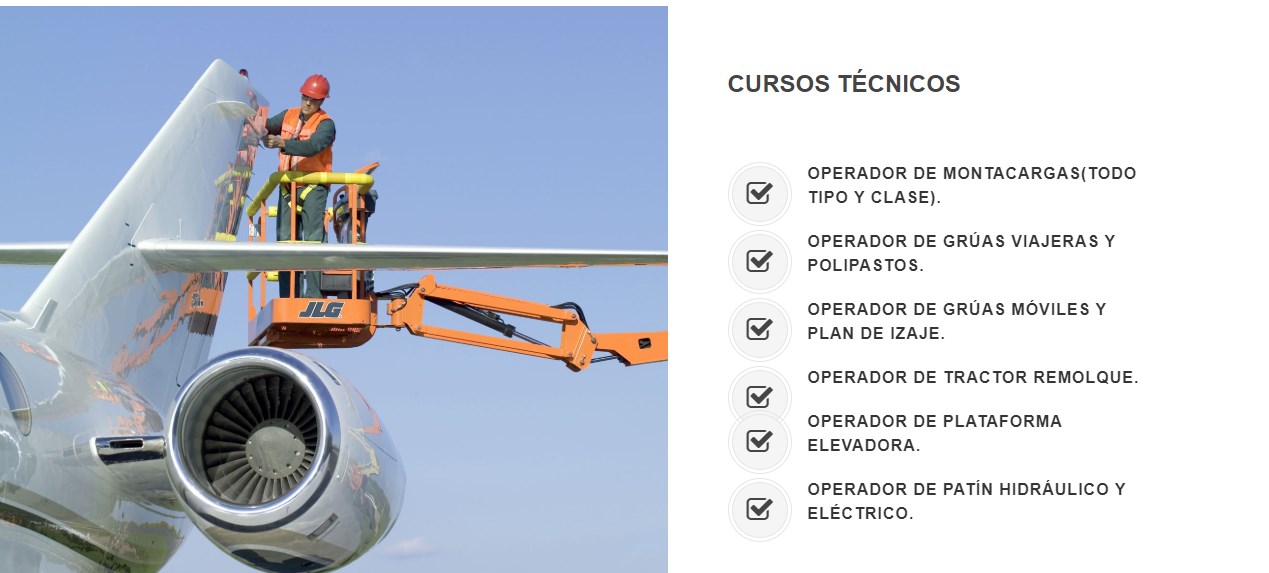 JLG
CURSOS TÉCNICOS
OPERADOR DE MONTACARGAS(TODO
TIPO Y CLASE).
OPERADOR DE GRÚAS VIAJERAS Y
POLIPASTOS.
OPERADOR DE GRÚAS MÓVILES Y
PLAN DE IZAJE.
OPERADOR DE TRACTOR REMOLQUE.
OPERADOR DE PLATAFORMA
ELEVADORA.
OPERADOR DE PATÍN HIDRÁULICO Y
ELÉCTRICO.